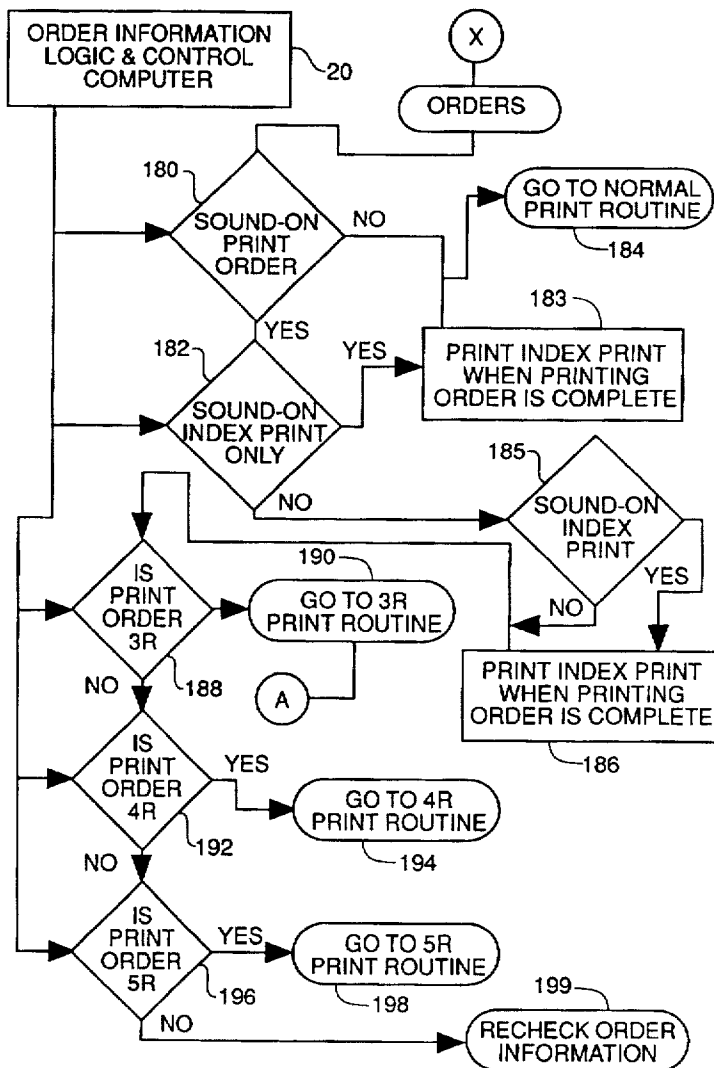 ORDER INFORMATION
LOGIC & CONTROL
COMPUTER
20
X
ORDERS
180
SOUND-ON
PRINT
ORDER
NO
GO TO NORMAL
PRINT ROUTINE
184
YES
182
SOUND-ON
INDEX PRINT
ONLY
YES
183
PRINT INDEX PRINT
WHEN PRINTING
ORDER IS COMPLETE
NO
185
SOUND-ON
INDEX
PRINT
YES
NO
PRINT INDEX PRINT
WHEN PRINTING
ORDER IS COMPLETE
186
IS
PRINT
ORDER
3R
188
190
GO TO 3R
PRINT ROUTINE
A
NO
IS
PRINT
ORDER
4R
192
YES
GO TO 4R
PRINT ROUTINE
194
NO
IS
PRINT
ORDER
5R
196
YES
GO TO 5R
PRINT ROUTINE
198
NO
199
RECHECK ORDER
INFORMATION